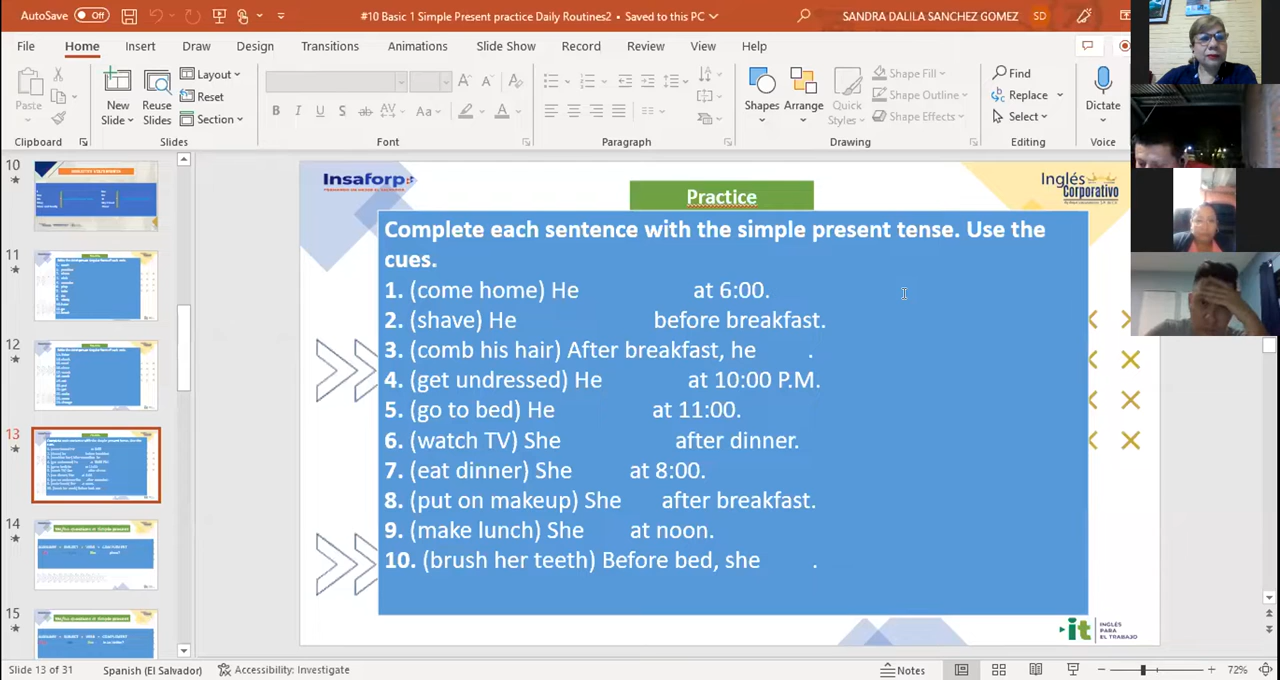 AutoSave Off #10 Basic 1 Simple Present practice Daily Routines2 • Saved to this PC SANDRA DALILA SANCHEZ GOMEZ SD
File Home Insert Draw Design Transitions Animations Slide Show Record Review View Help
Paste
New Slide
Reuse Slides
Layout
Reset
Section
Shapes Arrange Quick Styles
Shape Fill
Shape Outline
Shape Effects
Find
Replace
Select
Dictate
Clipboard Slides Font Paragraph Drawing Editing Voice
10
11
12
13
14
15
Insaforp
Inglés
Corporativo
Practice
Complete each sentence with the simple present tense. Use the
cues.
1. (come home) He at 6:00.
2. (shave) He before breakfast.
3. (comb his hair) After breakfast, he .
4. (get undressed) He at 10:00 P.M.
5. (go to bed) He at 11:00.
6. (watch TV) She after dinner.
7. (eat dinner) She at 8:00.
8. (put on makeup) She after breakfast.
9. (make lunch) She at noon.
10. (brush her teeth) Before bed, she .
it INGLÉS
PARA
EL TRABAJO
Slide 13 of 31 Spanish (El Salvador) Accessibility: Investigate Notes 72%